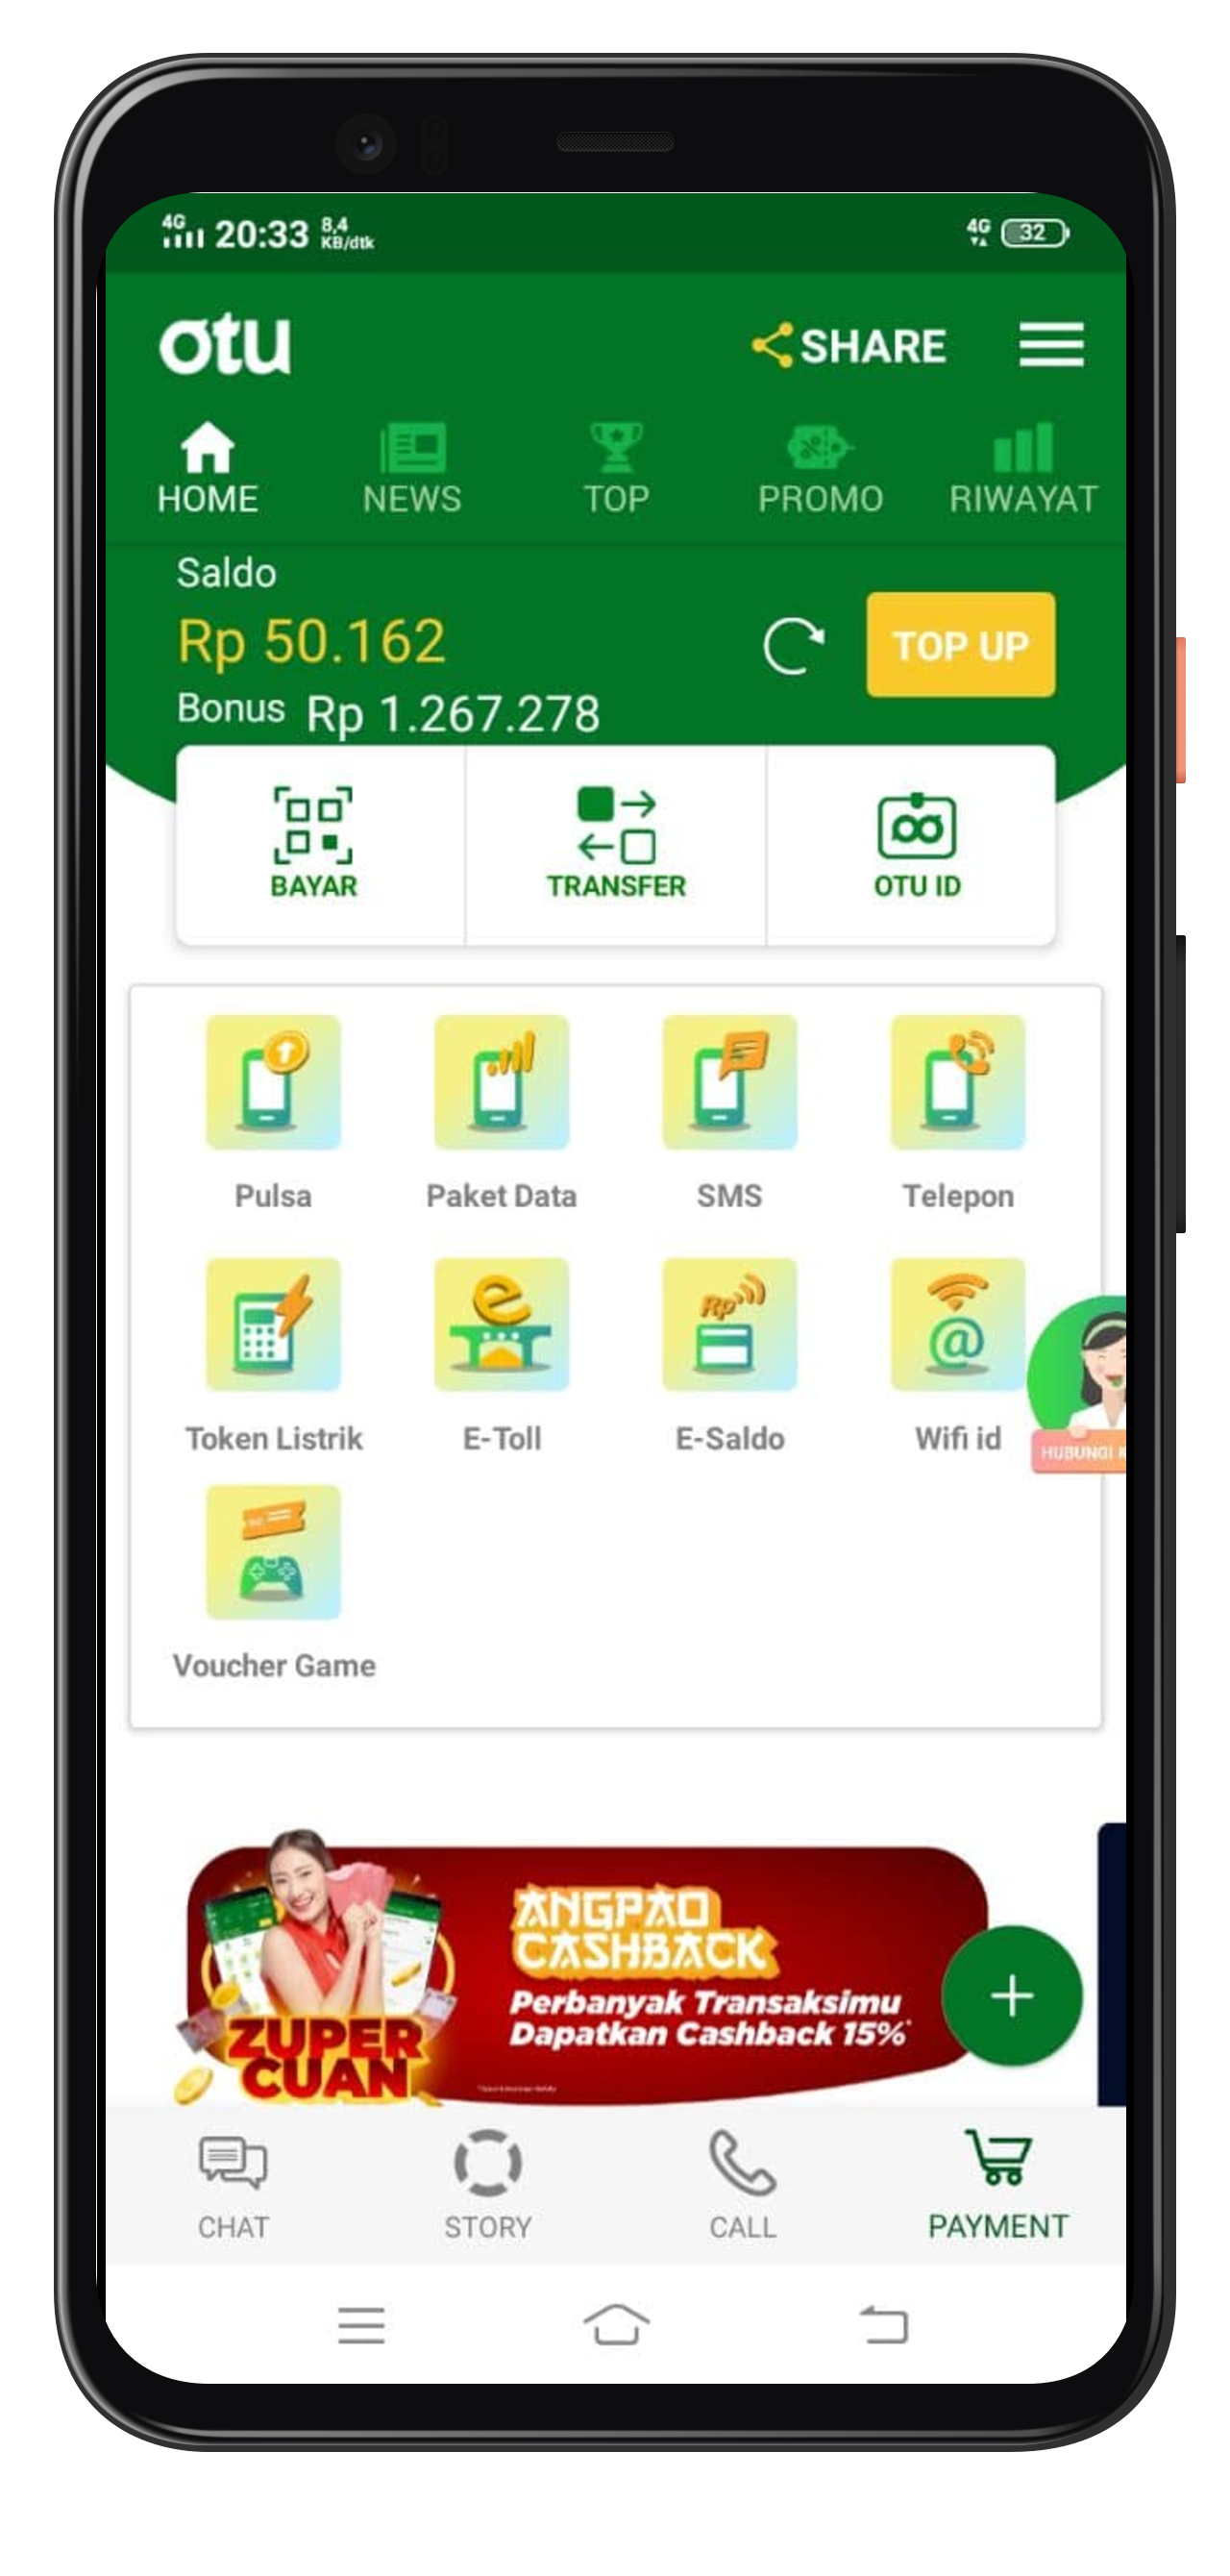 4G 20:33 8,4 KB/dtk 4G 32
otu SHARE
HOME NEWS TOP PROMO RIWAYAT
Saldo
Rp 50.162 TOP UP
Bonus Rp 1.267.278
BAYAR TRANSFER OTU ID
Pulsa Paket Data SMS Telepon
e Rp @
Token Listrik E-Toll E-Saldo Wifi id
HUBUNGI
Voucher Game
ANGPAO
CASHBACK
Perbanyak Transaksimu
Dapatkan Cashback 15%*
ZUPER
CUAN
CHAT STORY CALL PAYMENT